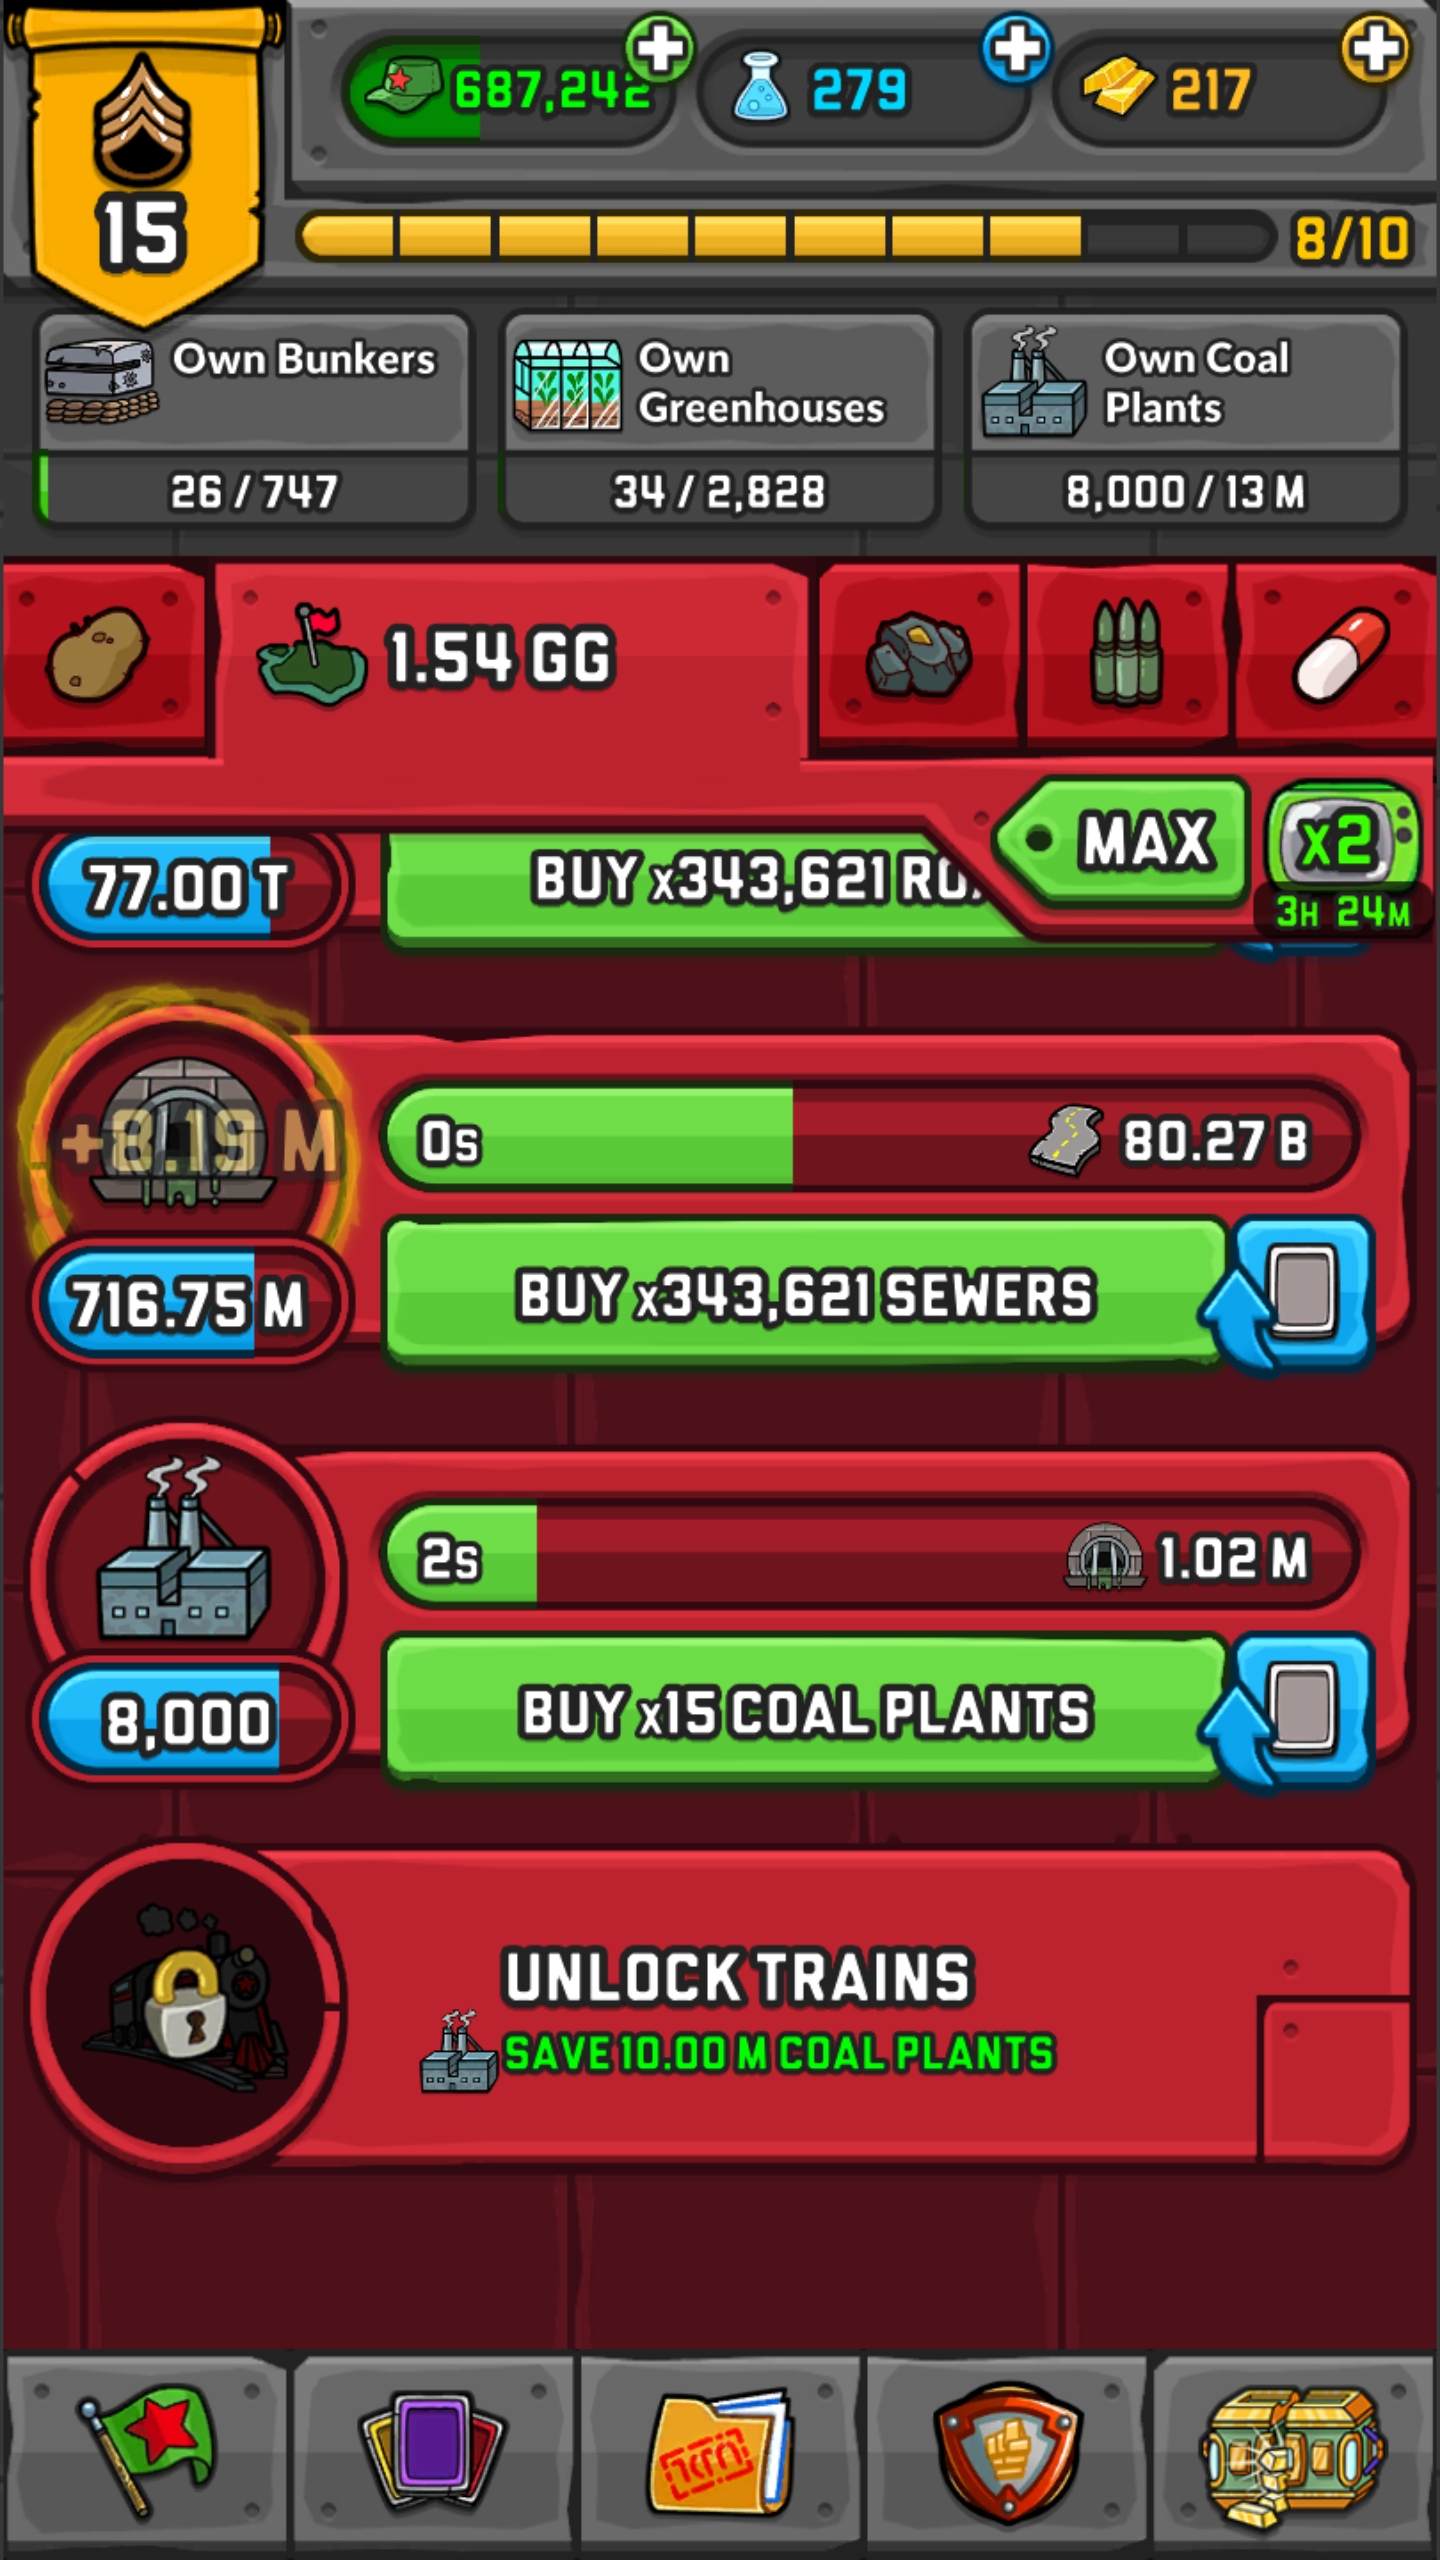 687,242
279
217
15
8/10
Own Bunkers
26 / 747
Own
Greenhouses
34 / 2,828
Own Coal
Plants
8,000 / 13 M
1.54 GG
MAX
x2
3H 24M
77.00 T
BUY x343,621
+8.19 M
0s
80.27 B
716.75 M
BUY x343,621 SEWERS
2s
1.02 M
8,000
BUY x15 COAL PLANTS
UNLOCK TRAINS
SAVE 10.00 M COAL PLANTS